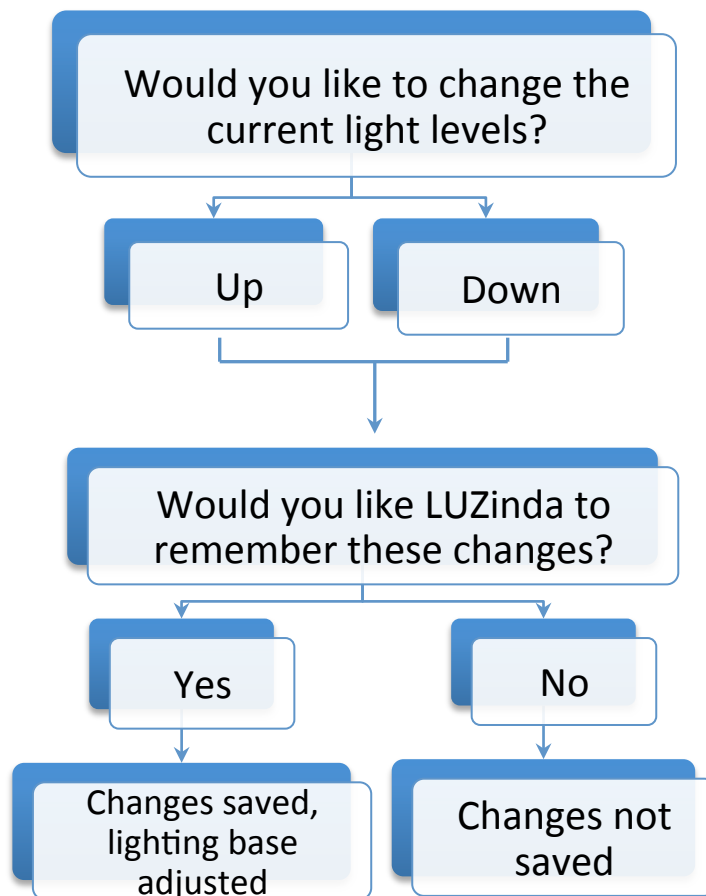 Would you like to change the
current light levels?
Up
Down
Would you like LUZinda to
remember these changes?
Yes
No
Changes saved,
lighting base
adjusted
Changes not
saved